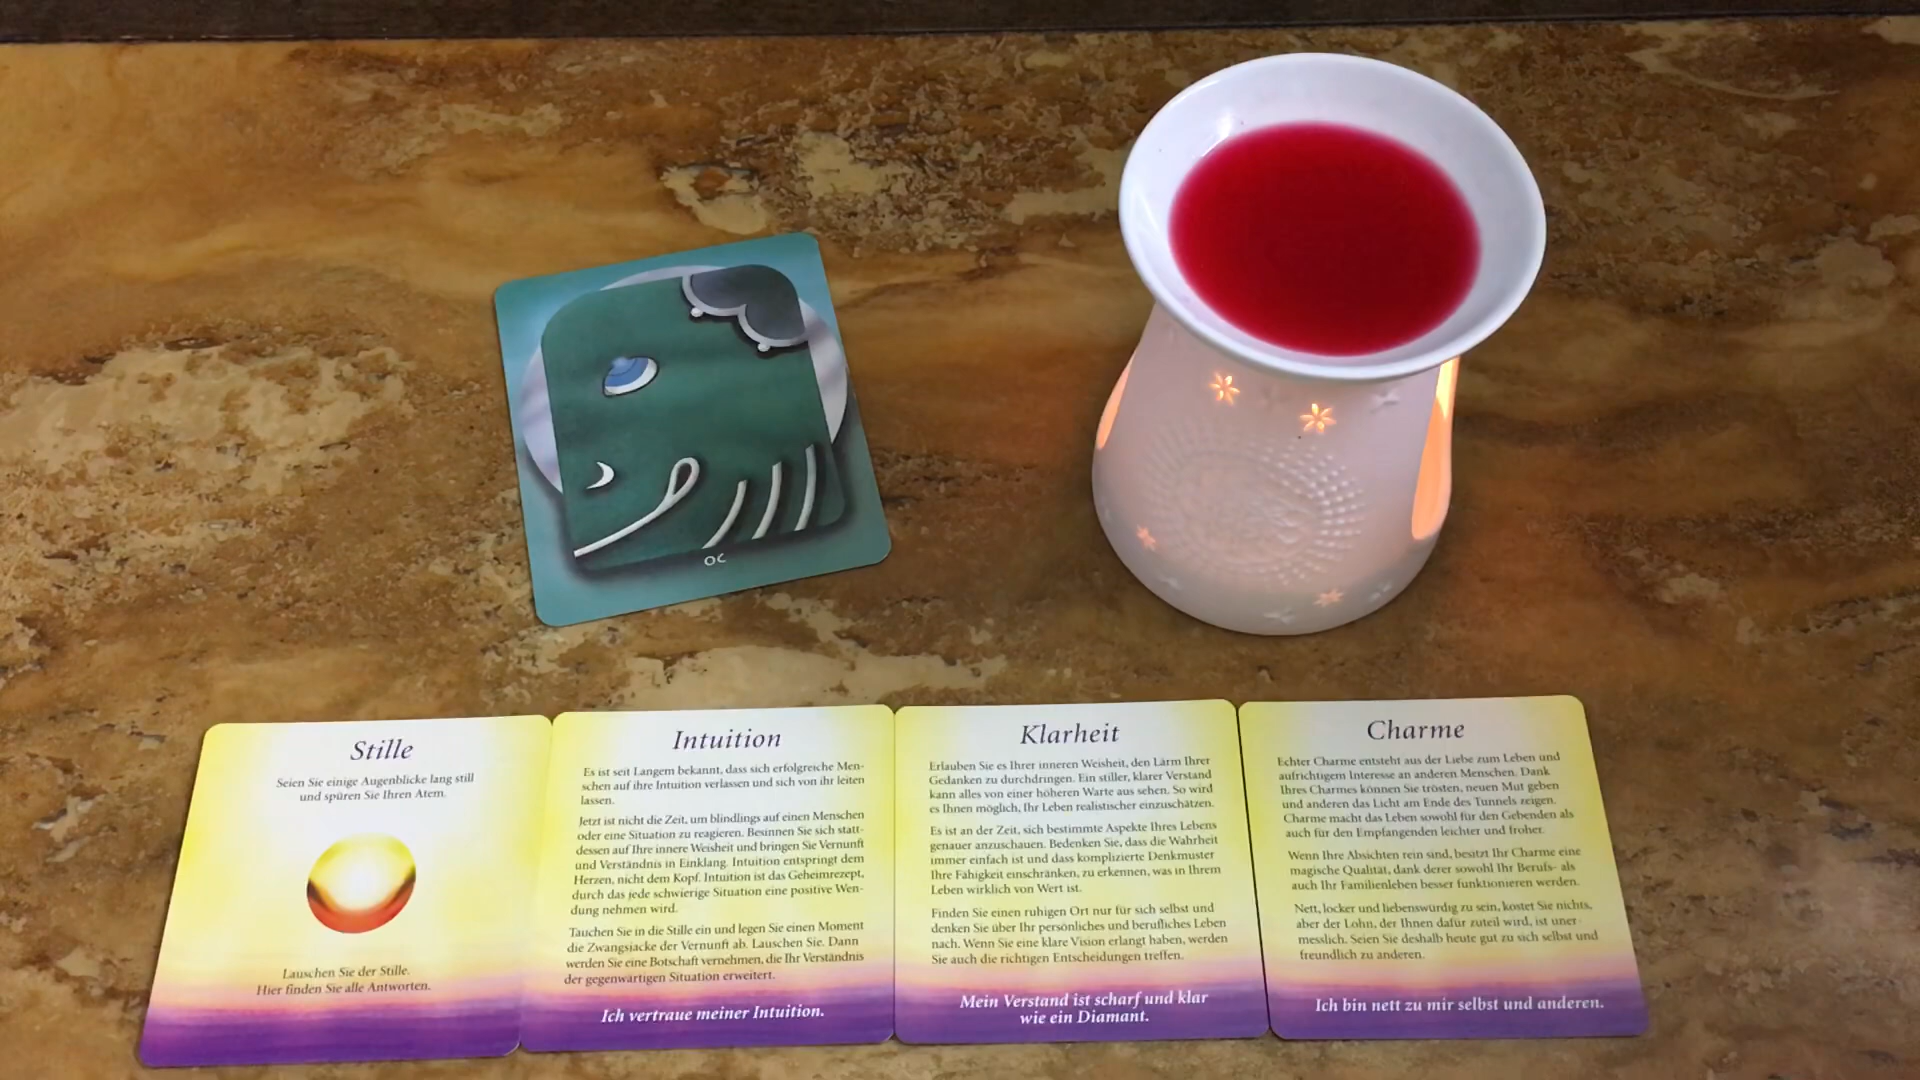 OC
Stille
Seien Sie einige Augenblicke lang still
und spüren Sie Ihren Atem.
Lauschen Sie der Stille.
Hier finden Sie alle Antworten.
Intuition
Es ist seit Langem bekannt, dass sich erfolgreiche Men-
schen auf ihre Intuition verlassen und sich von ihr leiten
lassen.
Jetzt ist nicht die Zeit, um blindlings auf einen Menschen
oder eine Situation zu reagieren. Besinnen Sie sich statt-
dessen auf Ihre innere Weisheit und bringen Sie Vernunft
und Verständnis in Einklang. Intuition entspringt dem
Herzen, nicht dem Kopf. Intuition ist das Geheimrezept,
durch das jede schwierige Situation eine positive Wen-
dung nehmen wird.
Tauchen Sie in die Stille ein und legen Sie einen Moment
die Zwangsjacke der Vernunft ab. Lauschen Sie. Dann
werden Sie eine Botschaft vernehmen, die Ihr Verständnis
der gegenwärtigen Situation erweitert.
Ich vertraue meiner Intuition.
Klarheit
Erlauben Sie es Ihrer inneren Weisheit, den Lärm Ihrer
Gedanken zu durchdringen. Ein stiller, klarer Verstand
kann alles von einer höheren Warte aus sehen. So wird
es Ihnen möglich, Ihr Leben realistischer einzuschätzen.
Es ist an der Zeit, sich bestimmte Aspekte Ihres Lebens
genauer anzuschauen. Bedenken Sie, dass die Wahrheit
immer einfach ist und dass komplizierte Denkmuster
Ihre Fähigkeit einschränken, zu erkennen, was in Ihrem
Leben wirklich von Wert ist.
Finden Sie einen ruhigen Ort nur für sich selbst und
denken Sie über Ihr persönliches und berufliches Leben
nach. Wenn Sie eine klare Vision erlangt haben, werden
Sie auch die richtigen Entscheidungen treffen.
Mein Verstand ist scharf und klar
wie ein Diamant.
Charme
Echter Charme entsteht aus der Liebe zum Leben und
aufrichtigem Interesse an anderen Menschen. Dank
Ihres Charmes können Sie trösten, neuen Mut geben
und anderen das Licht am Ende des Tunnels zeigen.
Charme macht das Leben sowohl für den Gebenden als
auch für den Empfangenden leichter und froher.
Wenn Ihre Absichten rein sind, besitzt Ihr Charme eine
magische Qualität, dank derer sowohl Ihr Berufs- als
auch Ihr Familienleben besser funktionieren werden.
Nett, locker und liebenswürdig zu sein, kostet Sie nichts,
aber der Lohn, der Ihnen dafür zuteil wird, ist uner-
messlich. Seien Sie deshalb heute gut zu sich selbst und
freundlich zu anderen.
Ich bin nett zu mir selbst und anderen.